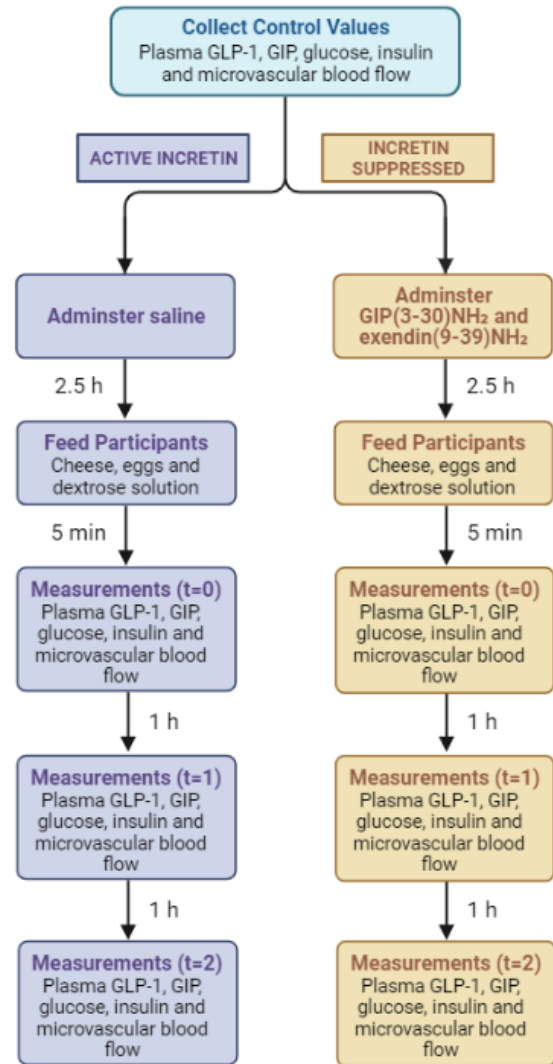 Collect Control Values
Plasma GLP-1, GIP, glucose, insulin
and microvascular blood flow
ACTIVE INCRETIN
INCRETIN
SUPPRESSED
Adminster saline
Adminster
GIP(3-30)NH₂ and
exendin(9-39)NH₂
2.5 h
2.5 h
Feed Participants
Cheese, eggs and
dextrose solution
Feed Participants
Cheese, eggs and
dextrose solution
5 min
5 min
Measurements (t=0)
Plasma GLP-1, GIP,
glucose, insulin and
microvascular blood
flow
Measurements (t=0)
Plasma GLP-1, GIP,
glucose, insulin and
microvascular blood
flow
1 h
1 h
Measurements (t=1)
Plasma GLP-1, GIP,
glucose, insulin and
microvascular blood
flow
Measurements (t=1)
Plasma GLP-1, GIP,
glucose, insulin and
microvascular blood
flow
1 h
1 h
Measurements (t=2)
Plasma GLP-1, GIP,
glucose, insulin and
microvascular blood
flow
Measurements (t=2)
Plasma GLP-1, GIP,
glucose, insulin and
microvascular blood
flow